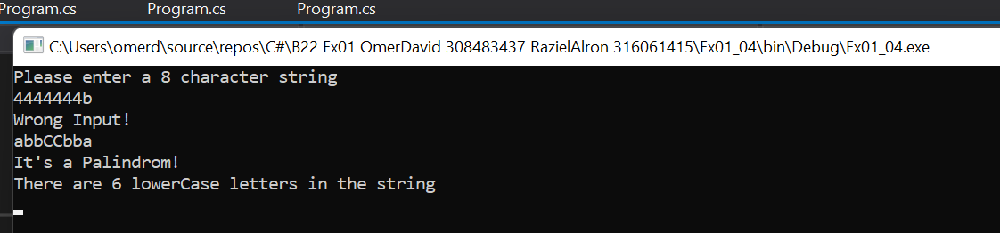 Program.cs Program.cs Program.cs
C:\Users\omerd\source\repos\C#\B22 Ex01 OmerDavid 308483437 RazielAlron 316061415\Ex01_04\bin\Debug\Ex01_04.exe
Please enter a 8 character string
4444444b
Wrong Input!
abbCCbba
It's a Palindrom!
There are 6 lowerCase letters in the string